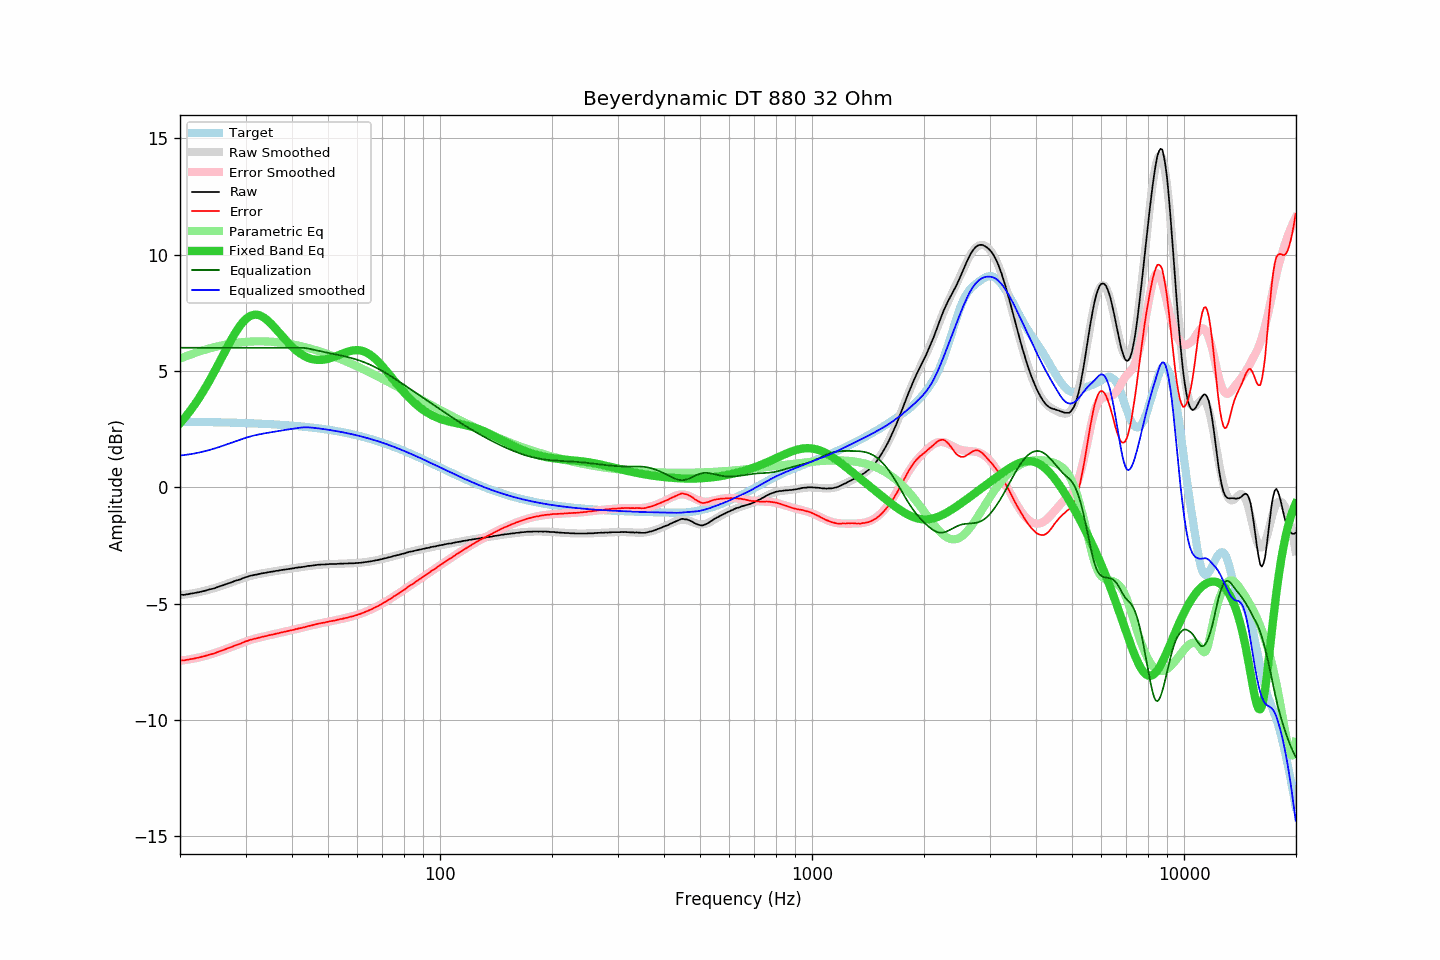 Beyerdynamic DT 880 32 Ohm
15
10
5
0
−5
−10
−15
Amplitude (dBr)
Target
Raw Smoothed
Error Smoothed
Raw
Error
Parametric Eq
Fixed Band Eq
Equalization
Equalized smoothed
100
1000
10000
Frequency (Hz)